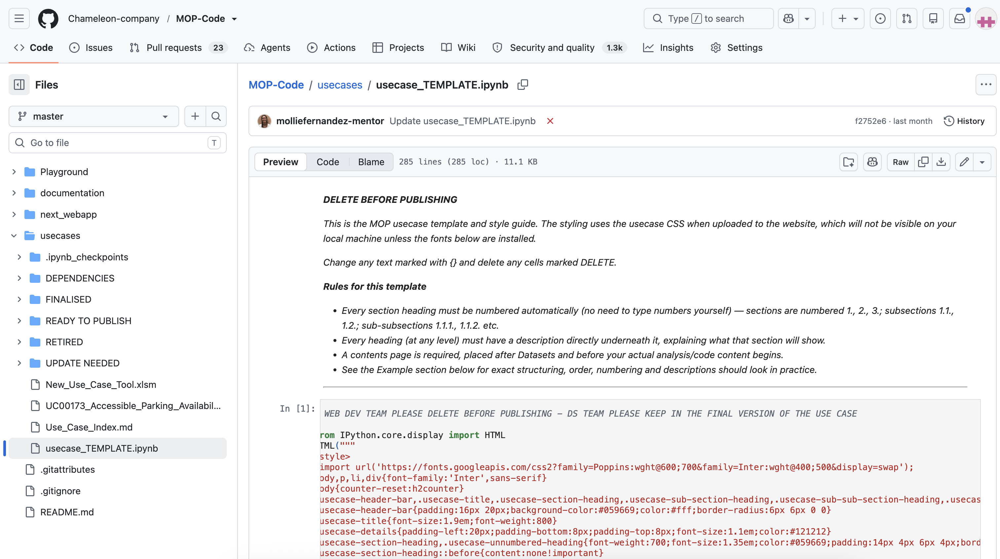 Chameleon-company / MOP-Code
Type / to search
Code
Issues
Pull requests 23
Agents
Actions
Projects
Wiki
Security and quality 1.3k
Insights
Settings
Files
master
Go to file T
Playground
documentation
next_webapp
usecases
.ipynb_checkpoints
DEPENDENCIES
FINALISED
READY TO PUBLISH
RETIRED
UPDATE NEEDED
New_Use_Case_Tool.xlsm
UC00173_Accessible_Parking_Availabil...
Use_Case_Index.md
usecase_TEMPLATE.ipynb
.gitattributes
.gitignore
README.md
MOP-Code / usecases / usecase_TEMPLATE.ipynb
molliefernandez-mentor Update usecase_TEMPLATE.ipynb
f2752e6 · last month History
Preview Code Blame 285 lines (285 loc) · 11.1 KB
Raw
DELETE BEFORE PUBLISHING
This is the MOP usecase template and style guide. The styling uses the usecase CSS when uploaded to the website, which will not be visible on your
local machine unless the fonts below are installed.
Change any text marked with {} and delete any cells marked DELETE.
Rules for this template
• Every section heading must be numbered automatically (no need to type numbers yourself) — sections are numbered 1., 2., 3.; subsections 1.1.,
1.2.; sub-subsections 1.1.1., 1.1.2. etc.
• Every heading (at any level) must have a description directly underneath it, explaining what that section will show.
• A contents page is required, placed after Datasets and before your actual analysis/code content begins.
• See the Example section below for exact structuring, order, numbering and descriptions should look in practice.
In [1]:
WEB DEV TEAM PLEASE DELETE BEFORE PUBLISHING — DS TEAM PLEASE KEEP IN THE FINAL VERSION OF THE USE CASE
rom IPython.core.display import HTML
TML("""
style>
import url('https://fonts.googleapis.com/css2?family=Poppins:wght@600;700&family=Inter:wght@400;500&display=swap');
ody,p,li,div{font-family:'Inter',sans-serif}
ody{counter-reset:h2counter}
usecase-header-bar,.usecase-title,.usecase-section-heading,.usecase-sub-section-heading,.usecase-sub-sub-section-heading,.usecas
usecase-header-bar{padding:16px 20px;background-color:#059669;color:#fff;border-radius:6px 6px 0 0}
usecase-title{font-size:1.9em;font-weight:800}
usecase-details{padding-left:20px;padding-bottom:8px;padding-top:8px;font-size:1.1em;color:#121212}
usecase-section-heading,.usecase-unnumbered-heading{font-weight:700;font-size:1.35em;color:#059669;padding:14px 4px 6px 4px;bord
usecase-section-heading::before{content:none!important}